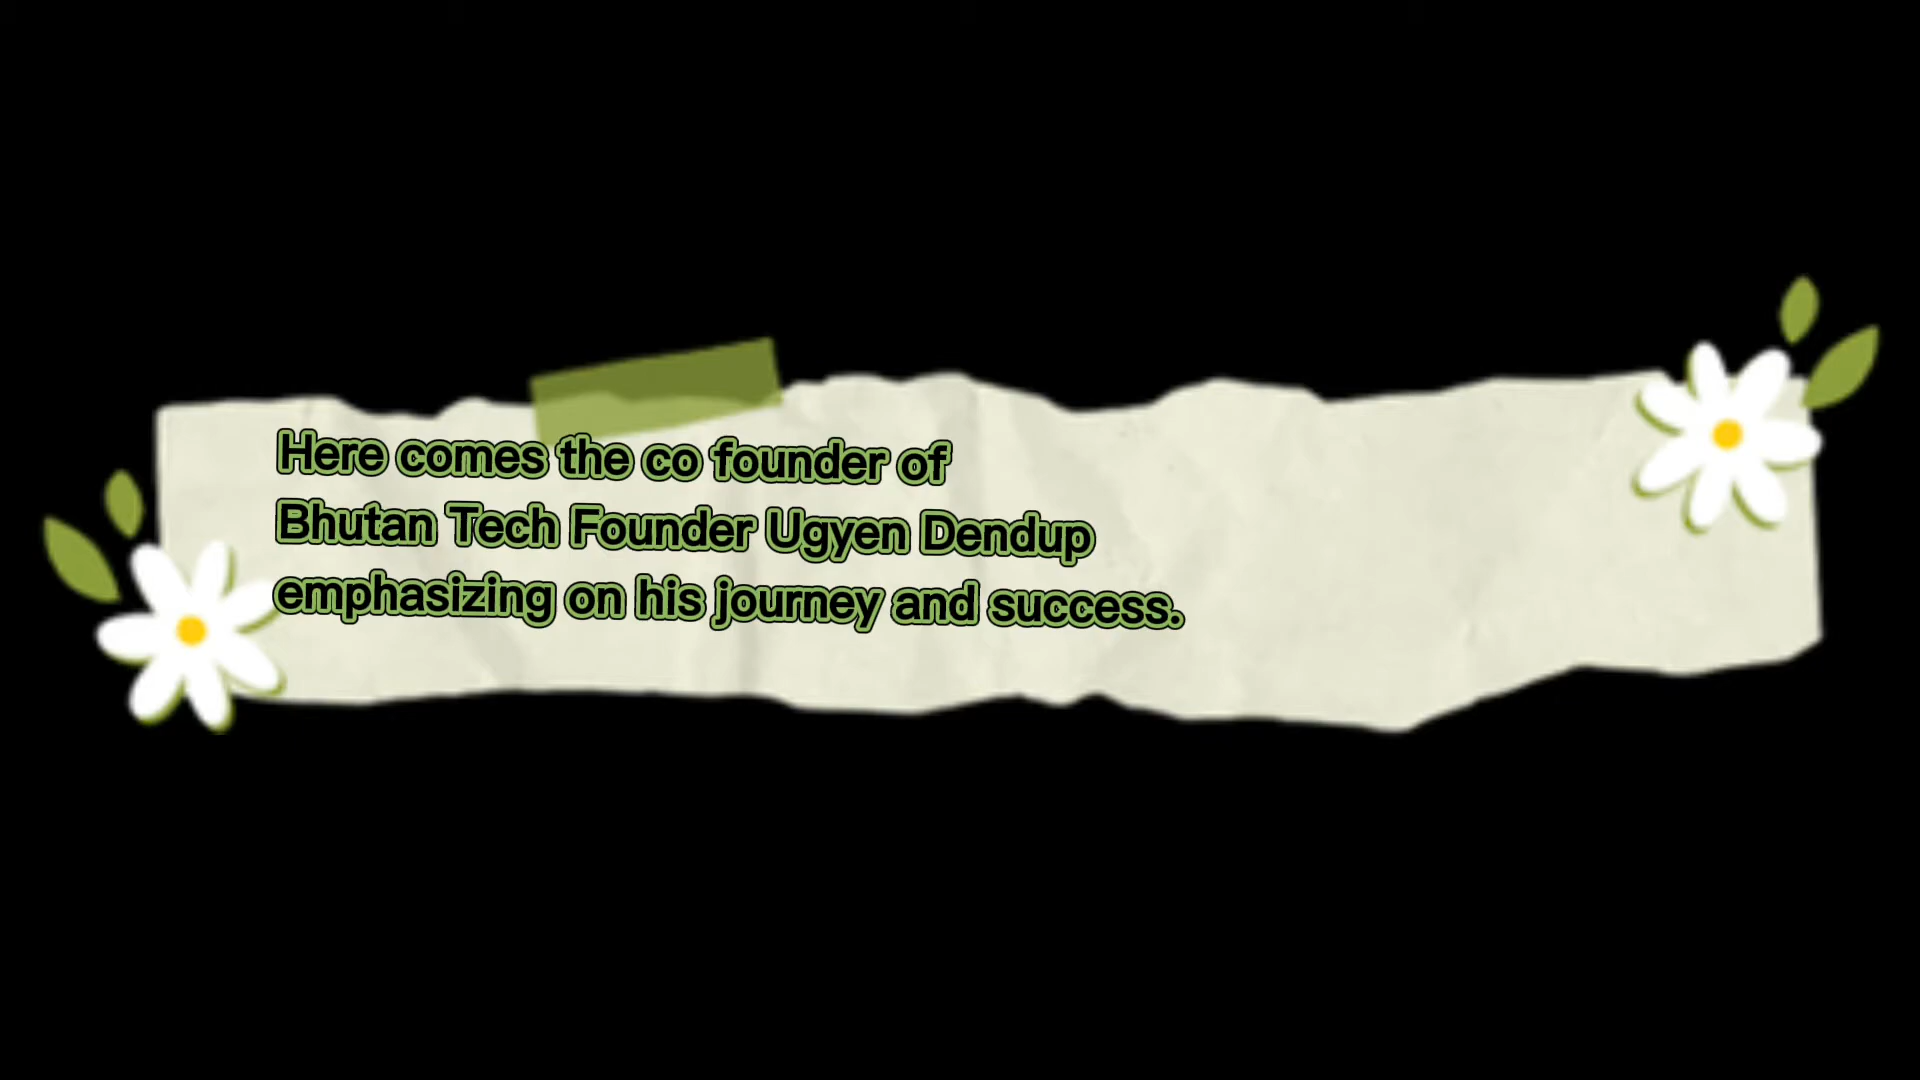 Here comes the co founder of
Bhutan Tech Founder Ugyen Dendup
emphasizing on his journey and success.